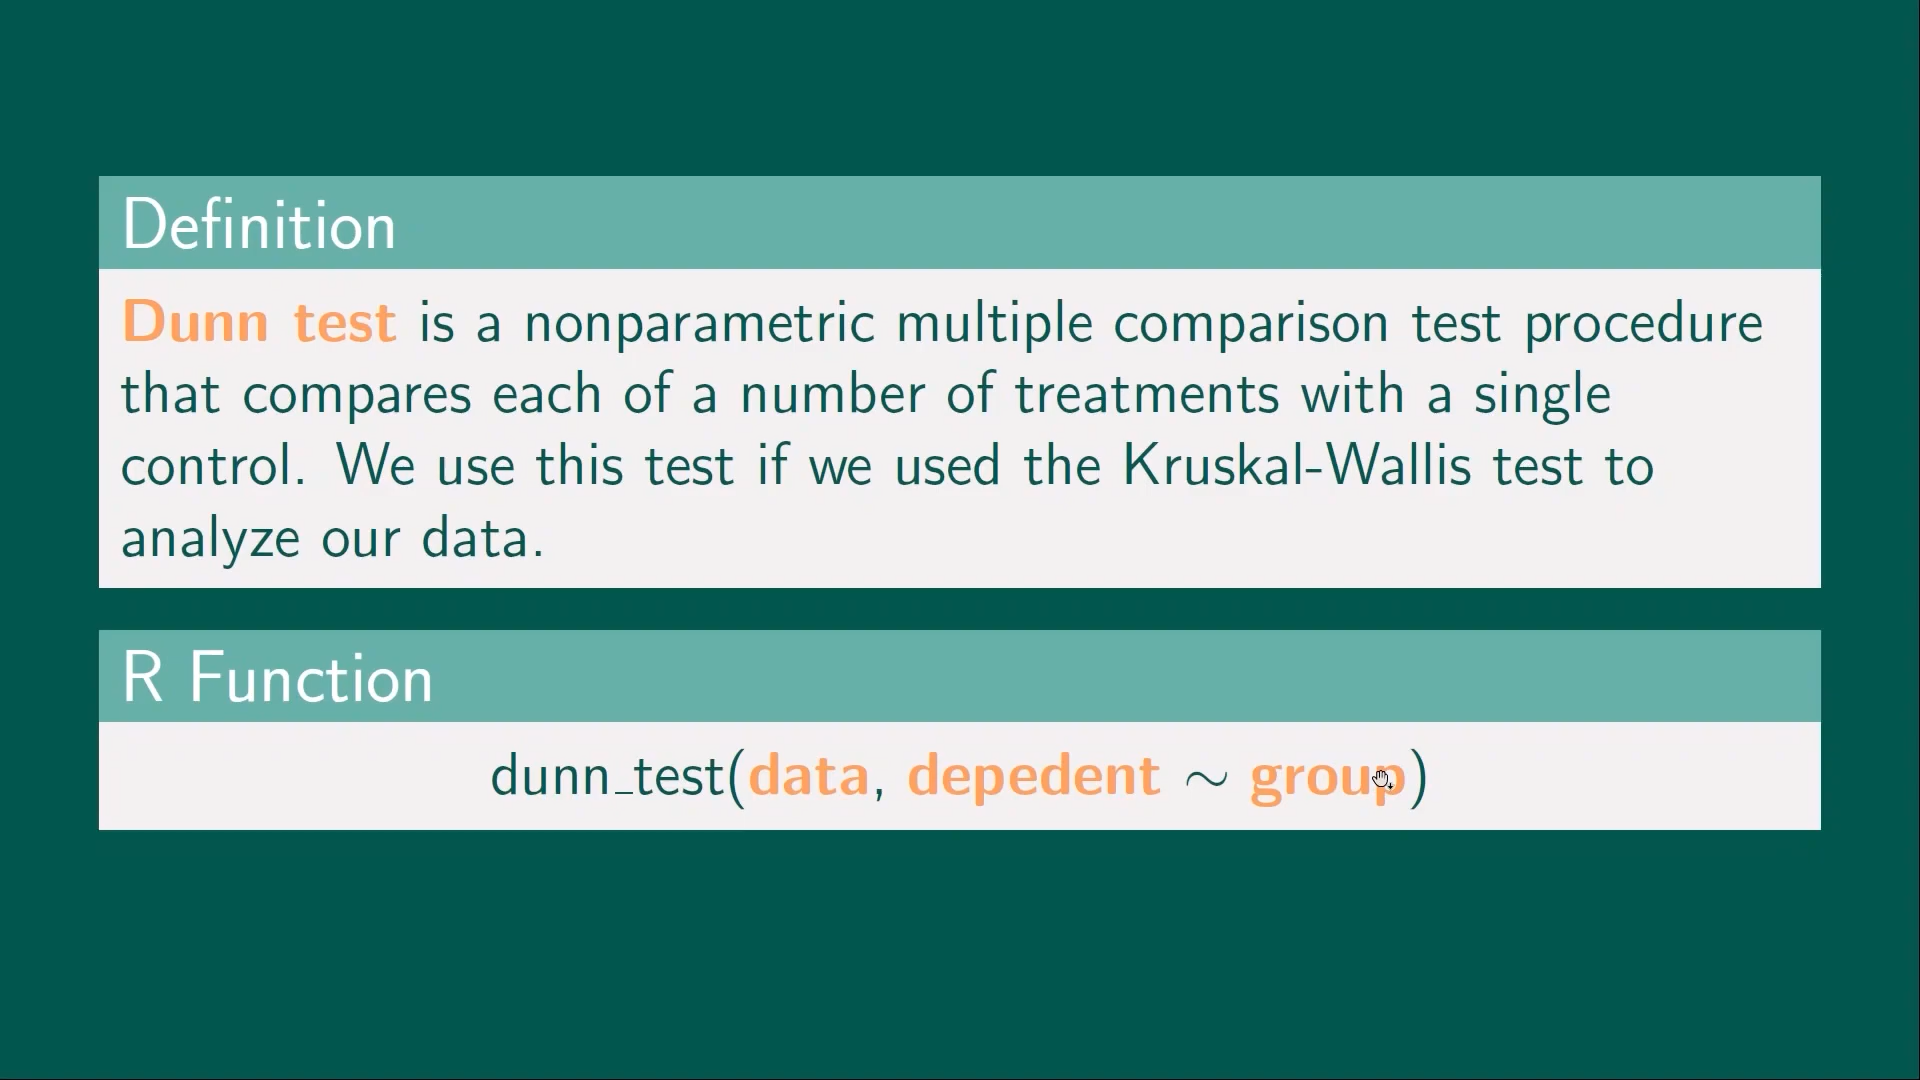 Definition
Dunn test is a nonparametric multiple comparison test procedure
that compares each of a number of treatments with a single
control. We use this test if we used the Kruskal-Wallis test to
analyze our data.
R Function
dunn_test(data, depedent ~ group)